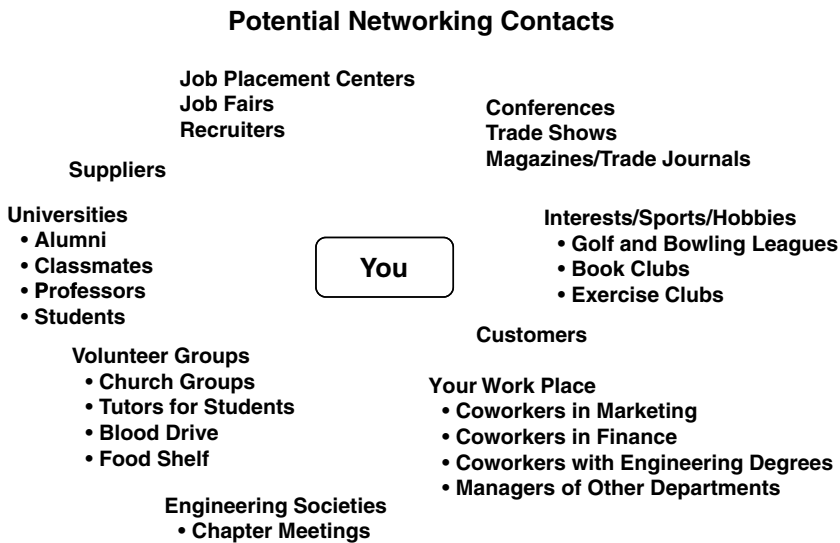 Potential Networking Contacts
Job Placement Centers
Job Fairs
Recruiters
Conferences
Trade Shows
Magazines/Trade Journals
Suppliers
Universities
• Alumni
• Classmates
• Professors
• Students
You
Interests/Sports/Hobbies
• Golf and Bowling Leagues
• Book Clubs
• Exercise Clubs
Customers
Volunteer Groups
• Church Groups
• Tutors for Students
• Blood Drive
• Food Shelf
Your Work Place
• Coworkers in Marketing
• Coworkers in Finance
• Coworkers with Engineering Degrees
• Managers of Other Departments
Engineering Societies
• Chapter Meetings